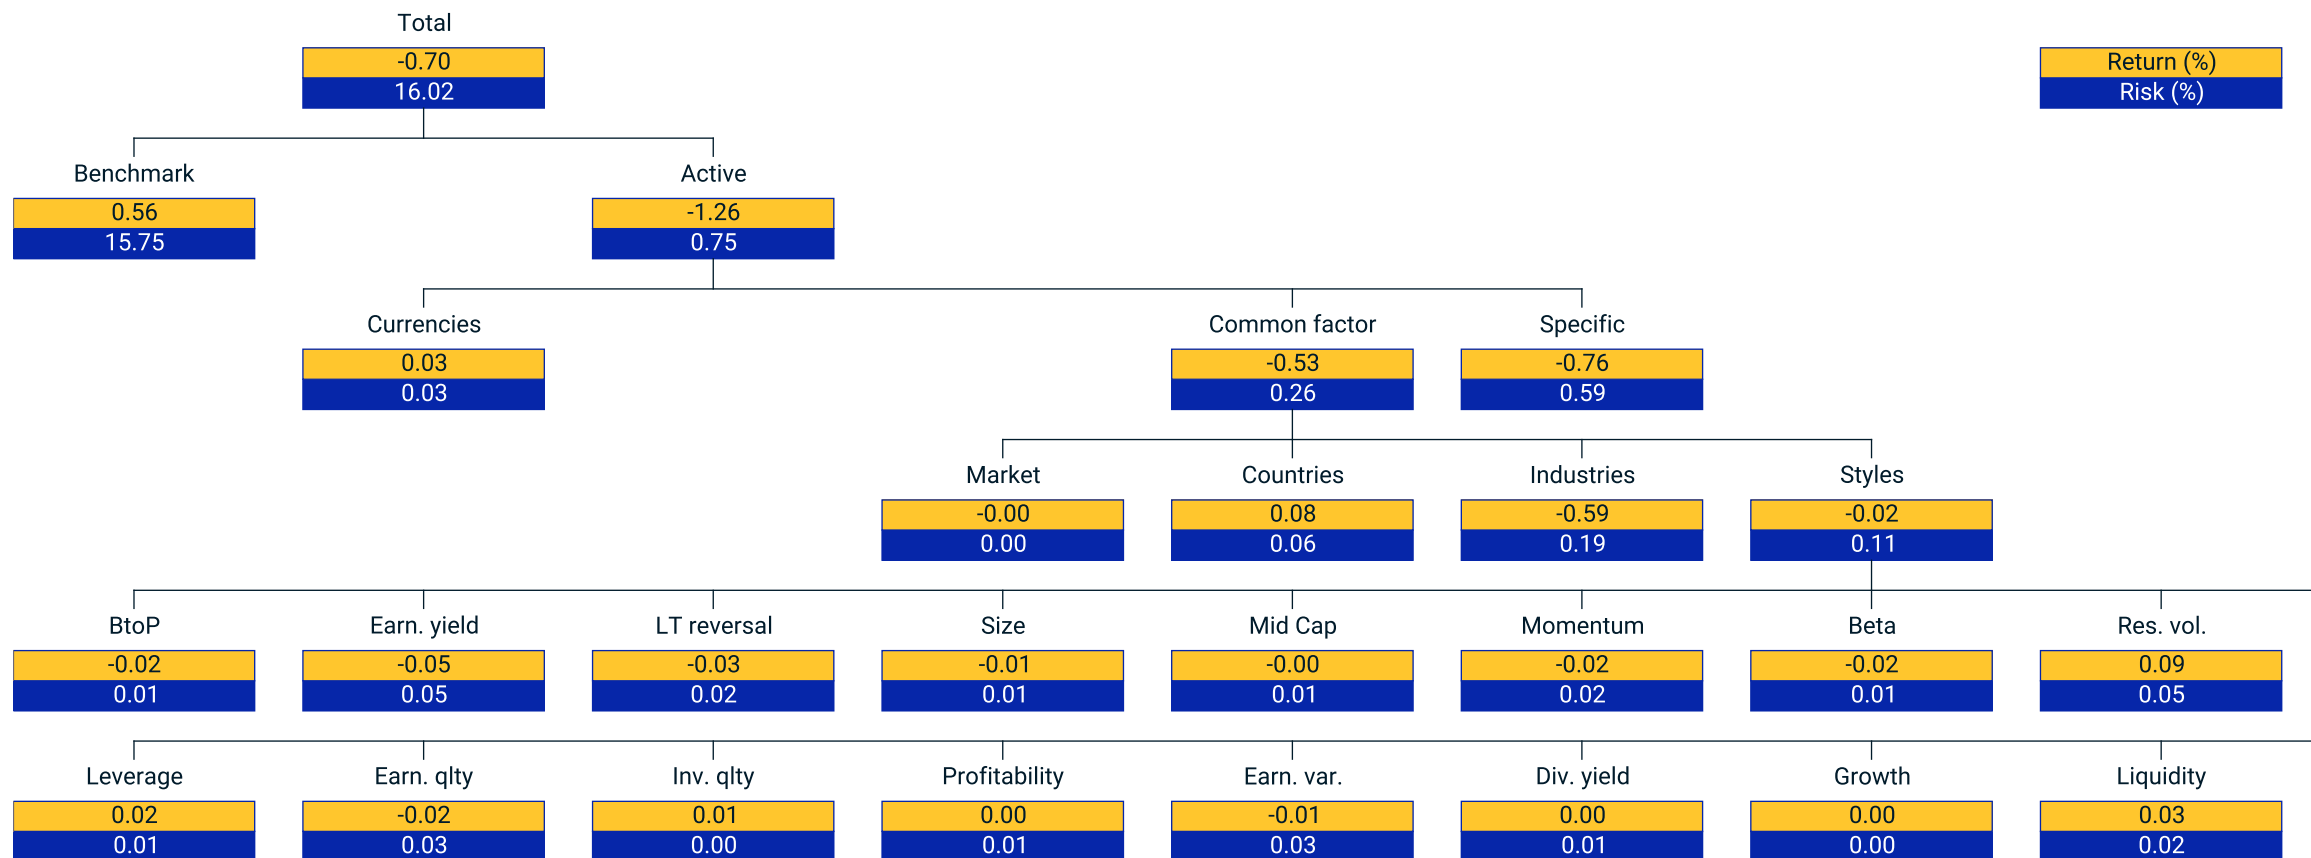 Total
-0.70
16.02
Return (%)
Risk (%)
Benchmark
0.56
15.75
Active
-1.26
0.75
Currencies
0.03
0.03
Common factor
-0.53
0.26
Specific
-0.76
0.59
Market
-0.00
0.00
Countries
0.08
0.06
Industries
-0.59
0.19
Styles
-0.02
0.11
BtoP
-0.02
0.01
Earn. yield
-0.05
0.05
LT reversal
-0.03
0.02
Size
-0.01
0.01
Mid Cap
-0.00
0.01
Momentum
-0.02
0.02
Beta
-0.02
0.01
Res. vol.
0.09
0.05
Leverage
0.02
0.01
Earn. qlty
-0.02
0.03
Inv. qlty
0.01
0.00
Profitability
0.00
0.01
Earn. var.
-0.01
0.03
Div. yield
0.00
0.01
Growth
0.00
0.00
Liquidity
0.03
0.02